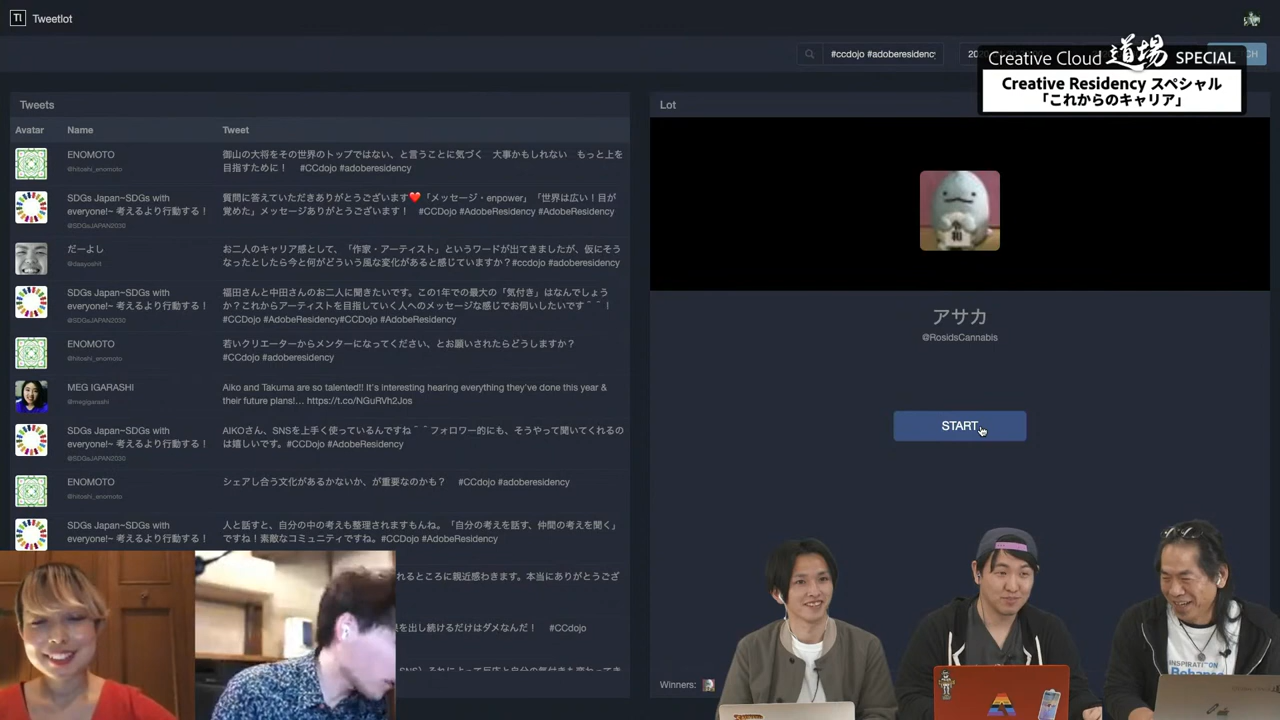 Tl Tweetlot
#ccdojo #adoberesidency
Creative Cloud 道場 SPECIAL
Creative Residency スペシャル
「これからのキャリア」
Tweets
Avatar Name Tweet
ENOMOTO
@hitoshi_enomoto
御山の大将をその世界のトップではない、と言うことに気づく 大事かもしれない もっと上を
目指すために！ #CCdojo #adoberesidency
SDGs Japan~SDGs with
everyone!~ 考えるより行動する！
@SDGsJAPAN2030
質問に答えていただきありがとうございます❤️「メッセージ・enpower」「世界は広い！目が
覚めた」メッセージありがとうございます！ #CCDojo #AdobeResidency #AdobeResidency
だーよし
@daayoshi
お二人のキャリア感として、「作家・アーティスト」というワードが出てきましたが、仮にそう
なったとしたら今と何がどういう風な変化があると感じていますか？#ccdojo #adoberesidency
SDGs Japan~SDGs with
everyone!~ 考えるより行動する！
@SDGsJAPAN2030
福田さんと中田さんのお二人に聞きたいです。この1年での最大の「気付き」はなんでしょう
か？これからアーティストを目指していく人へのメッセージな感じでお伺いしたいです＾＾！
#CCDojo #AdobeResidency#CCDojo #AdobeResidency
ENOMOTO
@hitoshi_enomoto
若いクリエーターからメンターになってください、とお願いされたらどうしますか？
#CCdojo #adoberesidency
MEG IGARASHI
@megigarashi
Aiko and Takuma are so talented!! It's interesting hearing everything they've done this year &
their future plans!… https://t.co/NGuRVh2Jos
SDGs Japan~SDGs with
everyone!~ 考えるより行動する！
@SDGsJAPAN2030
AIKOさん、SNSを上手く使っているんですね＾＾フォロワー的にも、そうやって聞いてくれるの
は嬉しいです。#CCDojo #AdobeResidency
ENOMOTO
@hitoshi_enomoto
シェアし合う文化があるかないか、が重要なのかも？ #CCdojo #adoberesidency
SDGs Japan~SDGs with
everyone!~ 考えるより行動する！
人と話すと、自分の中の考えも整理されますもんね。「自分の考えを話す、仲間の考えを聞く」
ですね！素敵なコミュニティですね。#CCDojo #AdobeResidency
れるところに親近感わきます。本当にありがとうござ
を出し続けるだけはダメなんだ！ #CCdojo
Lot
アサカ
@RosidsCannabis
START
Winners:
INSPIRATION